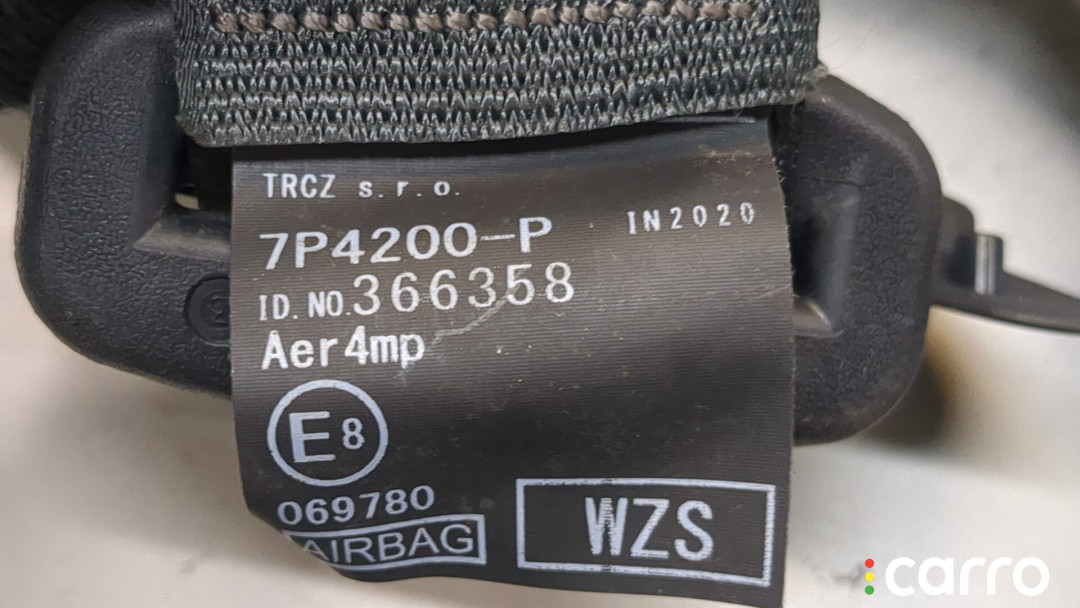 TRCZ s.r.o.
7P4200-P IN2020
ID.NO.366358
Aer4mp
E8
069780
AIRBAG
WZS
carro